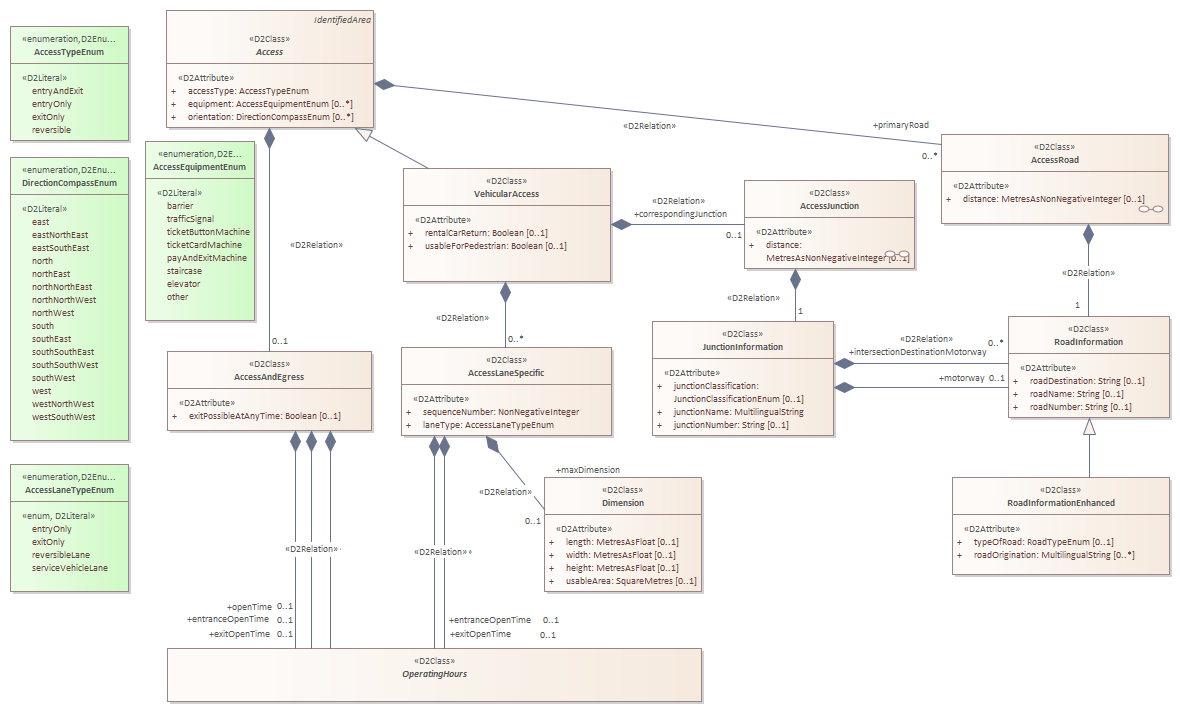 «enumeration,D2Enu...
AccessTypeEnum
«D2Literal»
entryAndExit
entryOnly
exitOnly
reversible
«enumeration,D2Enu...
DirectionCompassEnum
«D2Literal»
east
eastNorthEast
eastSouthEast
north
northEast
northNorthEast
northNorthWest
northWest
south
southEast
southSouthEast
southSouthWest
southWest
west
westNorthWest
westSouthWest
«enumeration,D2Enu...
AccessLaneTypeEnum
«enum, D2Literal»
entryOnly
exitOnly
reversibleLane
serviceVehicleLane
«enumeration,D2E...
AccessEquipmentEnum
«D2Literal»
barrier
trafficSignal
ticketButtonMachine
ticketCardMachine
payAndExitMachine
staircase
elevator
other
IdentifiedArea
«D2Class»
Access
«D2Attribute»
+ accessType: AccessTypeEnum
+ equipment: AccessEquipmentEnum [0..*]
+ orientation: DirectionCompassEnum [0..*]
«D2Relation»
+primaryRoad
0..*
«D2Class»
AccessRoad
«D2Attribute»
+ distance: MetresAsNonNegativeInteger [0..1]
«D2Class»
VehicularAccess
«D2Attribute»
+ rentalCarReturn: Boolean [0..1]
+ usableForPedestrian: Boolean [0..1]
«D2Relation»
+correspondingJunction
0..1
«D2Class»
AccessJunction
«D2Attribute»
+ distance:
MetresAsNonNegativeInteger [0..1]
«D2Relation»
0..1
«D2Relation»
0..*
«D2Relation»
1
«D2Relation»
1
«D2Class»
AccessAndEgress
«D2Attribute»
+ exitPossibleAtAnyTime: Boolean [0..1]
«D2Class»
AccessLaneSpecific
«D2Attribute»
+ sequenceNumber: NonNegativeInteger
+ laneType: AccessLaneTypeEnum
«D2Class»
JunctionInformation
«D2Attribute»
+ junctionClassification:
JunctionClassificationEnum [0..1]
+ junctionName: MultilingualString
+ junctionNumber: String [0..1]
«D2Relation»
+intersectionDestinationMotorway
0..*
+motorway 0..1
«D2Class»
RoadInformation
«D2Attribute»
+ roadDestination: String [0..1]
+ roadName: String [0..1]
+ roadNumber: String [0..1]
«D2Relation»
+maxDimension
0..1
«D2Class»
Dimension
«D2Attribute»
+ length: MetresAsFloat [0..1]
+ width: MetresAsFloat [0..1]
+ height: MetresAsFloat [0..1]
+ usableArea: SquareMetres [0..1]
«D2Class»
RoadInformationEnhanced
«D2Attribute»
+ typeOfRoad: RoadTypeEnum [0..1]
+ roadOrigination: MultilingualString [0..*]
«D2Relation»
«D2Relation»
+openTime 0..1
+entranceOpenTime 0..1
+exitOpenTime 0..1
+entranceOpenTime 0..1
+exitOpenTime 0..1
«D2Class»
OperatingHours